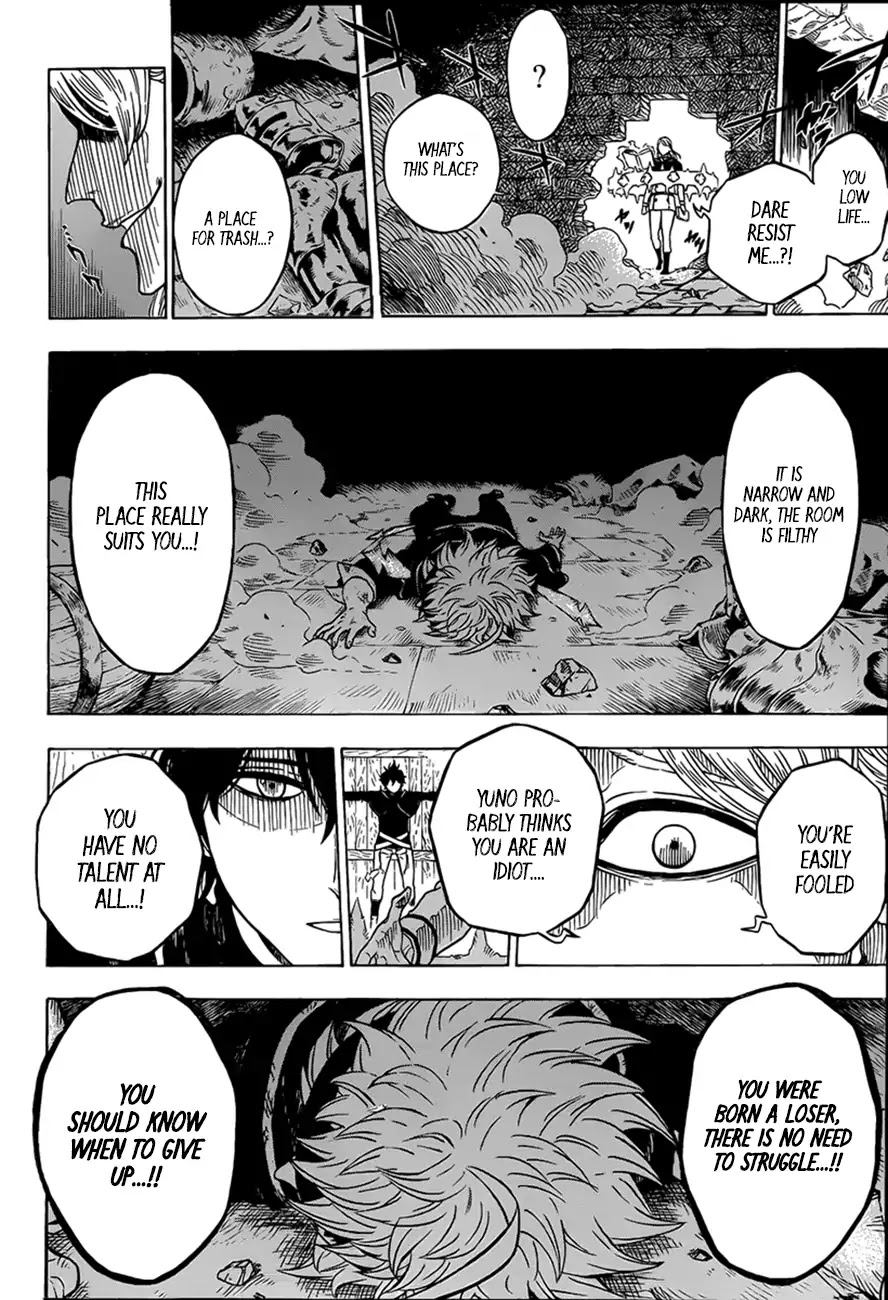 YOU
LOW
LIFE...
DARE
RESIST
ME...?!
?
WHAT'S
THIS PLACE?
A PLACE
FOR TRASH...?
IT IS
NARROW AND
DARK, THE ROOM
IS FILTHY
THIS
PLACE REALLY
SUITS YOU...!
YOU'RE
EASILY
FOOLED
YUNO PRO-
BABLY THINKS
YOU ARE AN
IDIOT....
YOU
HAVE NO
TALENT AT
ALL...!
YOU WERE
BORN A LOSER,
THERE IS NO NEED
TO STRUGGLE...!!
YOU
SHOULD KNOW
WHEN TO GIVE
UP...!!